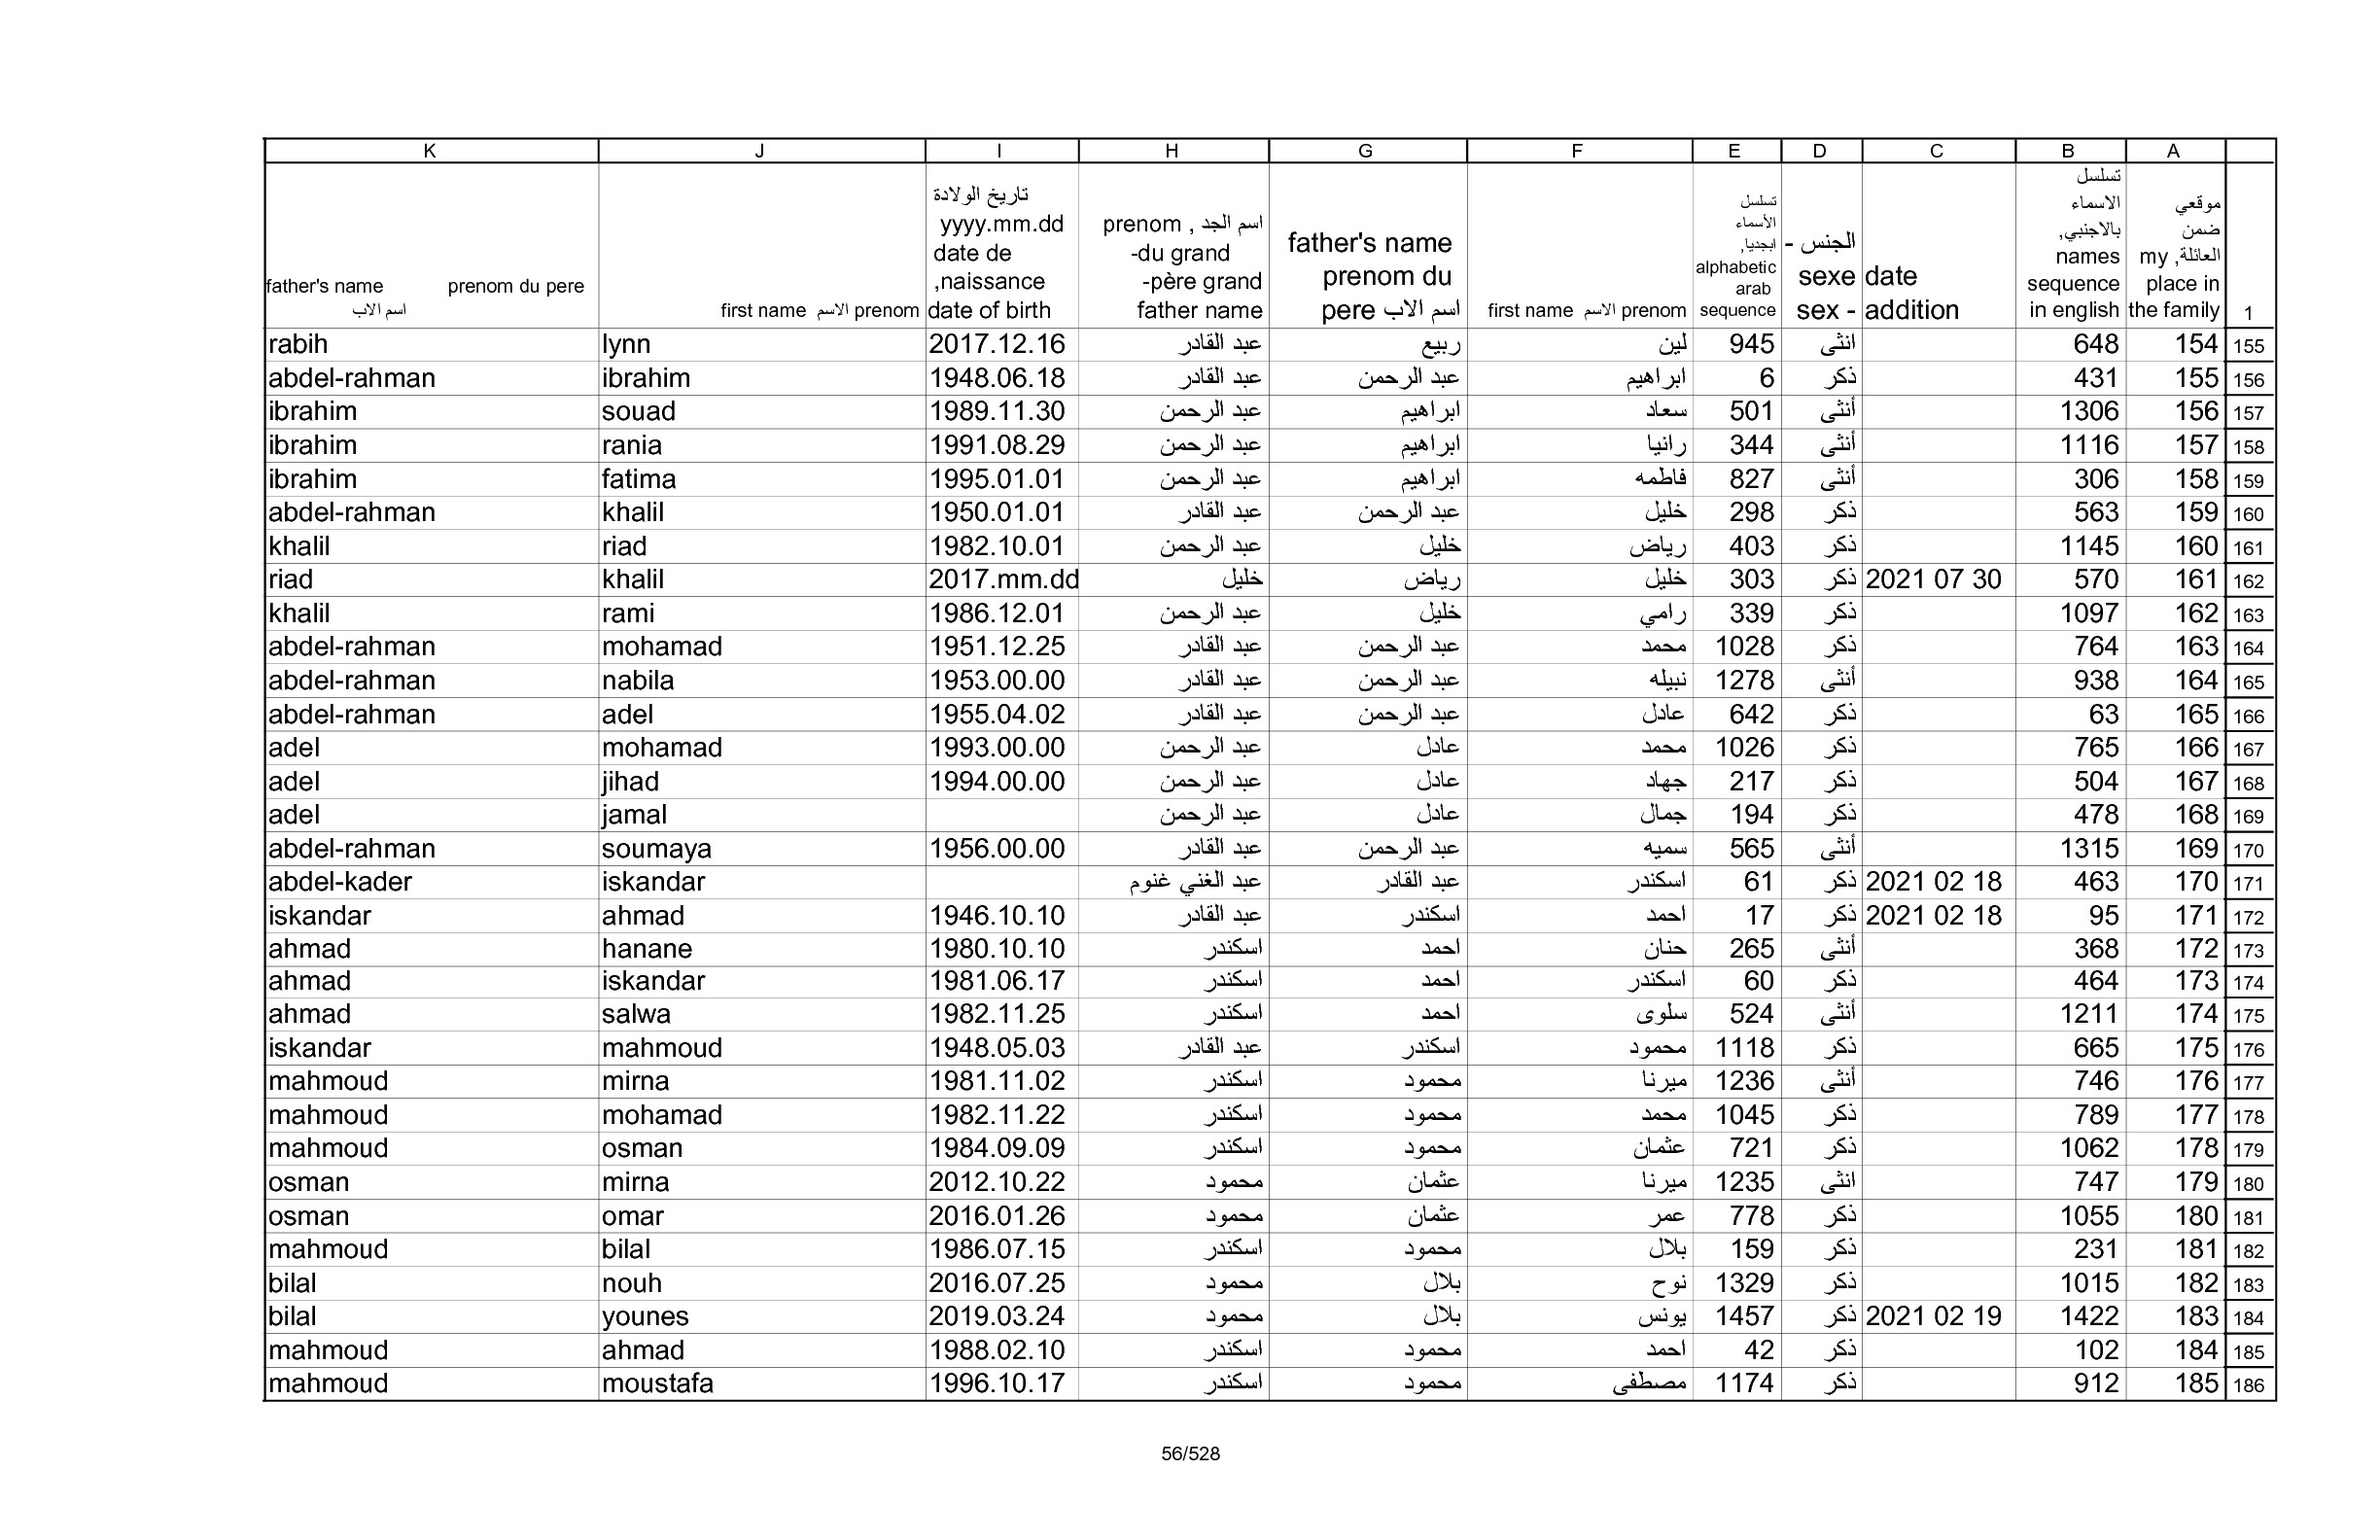 K J I H G F E D C B A
father's name prenom du pere اسم الاب
first name الاسم prenom
تاريخ الولادة yyyy.mm.dd date de naissance, date of birth
اسم الجد , prenom du grand-père grand-father name
father's name prenom du pere اسم الاب
first name الاسم prenom
تسلسل الأسماء ابجديا, alphabetic arab sequence
الجنس - sexe sex -
date addition
تسلسل الاسماء بالاجنبي, names sequence in english
موقعي ضمن العائلة, my place in the family
1
rabih lynn 2017.12.16 عبد القادر ربيع لين 945 انثى 648 154 155
abdel-rahman ibrahim 1948.06.18 عبد القادر عبد الرحمن ابراهيم 6 ذكر 431 155 156
ibrahim souad 1989.11.30 عبد الرحمن ابراهيم سعاد 501 أنثى 1306 156 157
ibrahim rania 1991.08.29 عبد الرحمن ابراهيم رانيا 344 أنثى 1116 157 158
ibrahim fatima 1995.01.01 عبد الرحمن ابراهيم فاطمه 827 أنثى 306 158 159
abdel-rahman khalil 1950.01.01 عبد القادر عبد الرحمن خليل 298 ذكر 563 159 160
khalil riad 1982.10.01 عبد الرحمن خليل رياض 403 ذكر 1145 160 161
riad khalil 2017.mm.dd خليل رياض خليل 303 ذكر 2021 07 30 570 161 162
khalil rami 1986.12.01 عبد الرحمن خليل رامي 339 ذكر 1097 162 163
abdel-rahman mohamad 1951.12.25 عبد القادر عبد الرحمن محمد 1028 ذكر 764 163 164
abdel-rahman nabila 1953.00.00 عبد القادر عبد الرحمن نبيله 1278 أنثى 938 164 165
abdel-rahman adel 1955.04.02 عبد القادر عبد الرحمن عادل 642 ذكر 63 165 166
adel mohamad 1993.00.00 عبد الرحمن عادل محمد 1026 ذكر 765 166 167
adel jihad 1994.00.00 عبد الرحمن عادل جهاد 217 ذكر 504 167 168
adel jamal عبد الرحمن عادل جمال 194 ذكر 478 168 169
abdel-rahman soumaya 1956.00.00 عبد القادر عبد الرحمن سميه 565 أنثى 1315 169 170
abdel-kader iskandar عبد الغني غنوم عبد القادر اسكندر 61 ذكر 2021 02 18 463 170 171
iskandar ahmad 1946.10.10 عبد القادر اسكندر احمد 17 ذكر 2021 02 18 95 171 172
ahmad hanane 1980.10.10 اسكندر احمد حنان 265 أنثى 368 172 173
ahmad iskandar 1981.06.17 اسكندر احمد اسكندر 60 ذكر 464 173 174
ahmad salwa 1982.11.25 اسكندر احمد سلوى 524 أنثى 1211 174 175
iskandar mahmoud 1948.05.03 عبد القادر اسكندر محمود 1118 ذكر 665 175 176
mahmoud mirna 1981.11.02 اسكندر محمود ميرنا 1236 أنثى 746 176 177
mahmoud mohamad 1982.11.22 اسكندر محمود محمد 1045 ذكر 789 177 178
mahmoud osman 1984.09.09 اسكندر محمود عثمان 721 ذكر 1062 178 179
osman mirna 2012.10.22 محمود عثمان ميرنا 1235 انثى 747 179 180
osman omar 2016.01.26 محمود عثمان عمر 778 ذكر 1055 180 181
mahmoud bilal 1986.07.15 اسكندر محمود بلال 159 ذكر 231 181 182
bilal nouh 2016.07.25 محمود بلال نوح 1329 ذكر 1015 182 183
bilal younes 2019.03.24 محمود بلال يونس 1457 ذكر 2021 02 19 1422 183 184
mahmoud ahmad 1988.02.10 اسكندر محمود احمد 42 ذكر 102 184 185
mahmoud moustafa 1996.10.17 اسكندر محمود مصطفى 1174 ذكر 912 185 186
56/528